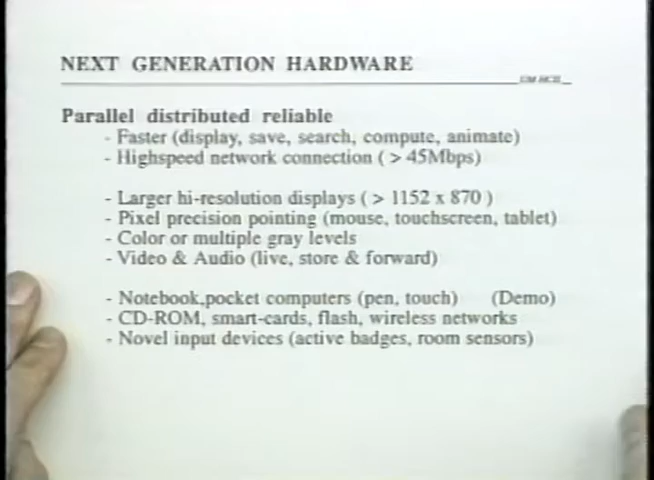 NEXT GENERATION HARDWARE
UM HCIL
Parallel distributed reliable
- Faster (display, save, search, compute, animate)
- Highspeed network connection ( > 45Mbps)
- Larger hi-resolution displays ( > 1152 x 870 )
- Pixel precision pointing (mouse, touchscreen, tablet)
- Color or multiple gray levels
- Video & Audio (live, store & forward)
- Notebook,pocket computers (pen, touch) (Demo)
- CD-ROM, smart-cards, flash, wireless networks
- Novel input devices (active badges, room sensors)